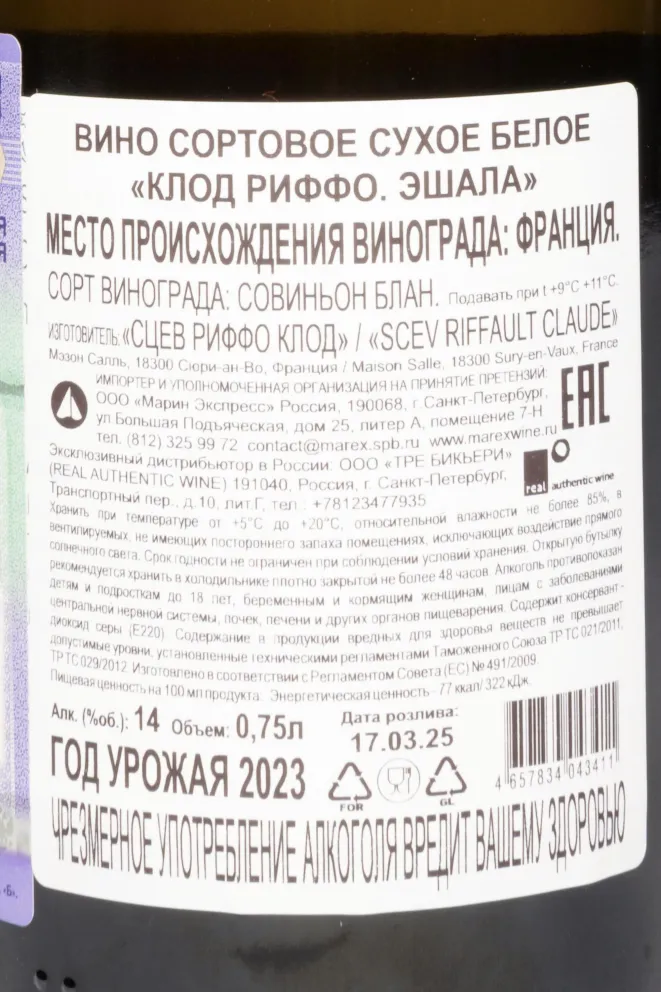 ВИНО СОРТОВОЕ СУХОЕ БЕЛОЕ
«КЛОД РИФФО. ЭШАЛА»
МЕСТО ПРОИСХОЖДЕНИЯ ВИНОГРАДА: ФРАНЦИЯ.
СОРТ ВИНОГРАДА: СОВИНЬОН БЛАН. Подавать при t +9°C +11°C.
ИЗГОТОВИТЕЛЬ: «СЦЕВ РИФФО КЛОД» / «SCEV RIFFAULT CLAUDE»
Мэзон Салль, 18300 Сюри-ан-Во, Франция / Maison Salle, 18300 Sury-en-Vaux, France
ИМПОРТЕР И УПОЛНОМОЧЕННАЯ ОРГАНИЗАЦИЯ НА ПРИНЯТИЕ ПРЕТЕНЗИЙ:
ООО «Марин Экспресс» Россия, 190068, г Санкт-Петербург,
ул Большая Подъяческая, дом 25, литер А, помещение 7-Н
тел. (812) 325 99 72 contact@marex.spb.ru www.marexwine.ru
EAC
Эксклюзивный дистрибьютор в России: ООО «ТРЕ БИКЬЕРИ»
(REAL AUTHENTIC WINE) 191040, Россия, г. Санкт-Петербург,
Транспортный пер., д.10, лит.Г, тел : +78123477935
real authentic wine
Хранить при температуре от +5°C до +20°C, относительной влажности не более 85%, в
вентилируемых, не имеющих постороннего запаха помещениях, исключающих воздействие прямого
солнечного света. Срок годности не ограничен при соблюдении условий хранения. Открытую бутылку
рекомендуется хранить в холодильнике плотно закрытой не более 48 часов. Алкоголь противопоказан
детям и подросткам до 18 лет, беременным и кормящим женщинам, лицам с заболеваниями
центральной нервной системы, почек, печени и других органов пищеварения. Содержит консервант -
диоксид серы (Е220). Содержание в продукции вредных для здоровья веществ не превышает
допустимые уровни, установленные техническими регламентами Таможенного Союза ТР ТС 021/2011,
ТР ТС 029/2012. Изготовлено в соответствии с Регламентом Совета (ЕС) № 491/2009.
Пищевая ценность на 100 мл продукта : Энергетическая ценность - 77 ккал/ 322 кДж.
Алк. (%об.): 14 Объем: 0,75л
Дата розлива:
17.03.25
ГОД УРОЖАЯ 2023
FOR
GL
4 657834 043411
ЧРЕЗМЕРНОЕ УПОТРЕБЛЕНИЕ АЛКОГОЛЯ ВРЕДИТ ВАШЕМУ ЗДОРОВЬЮ